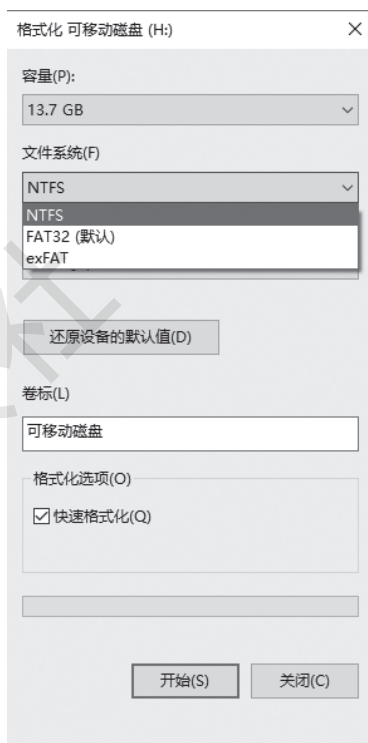 格式化 可移动磁盘 (H:)
容量(P):
13.7 GB
文件系统(F)
NTFS
NTFS
FAT32 (默认)
exFAT
还原设备的默认值(D)
卷标(L)
可移动磁盘
格式化选项(O)
快速格式化(Q)
开始(S)
关闭(C)